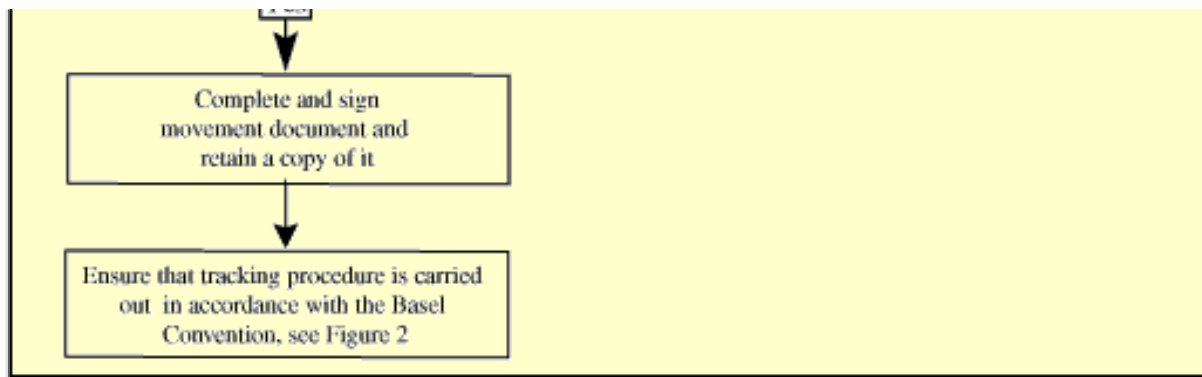 Yes
Complete and sign
movement document and
retain a copy of it
Ensure that tracking procedure is carried
out in accordance with the Basel
Convention, see Figure 2